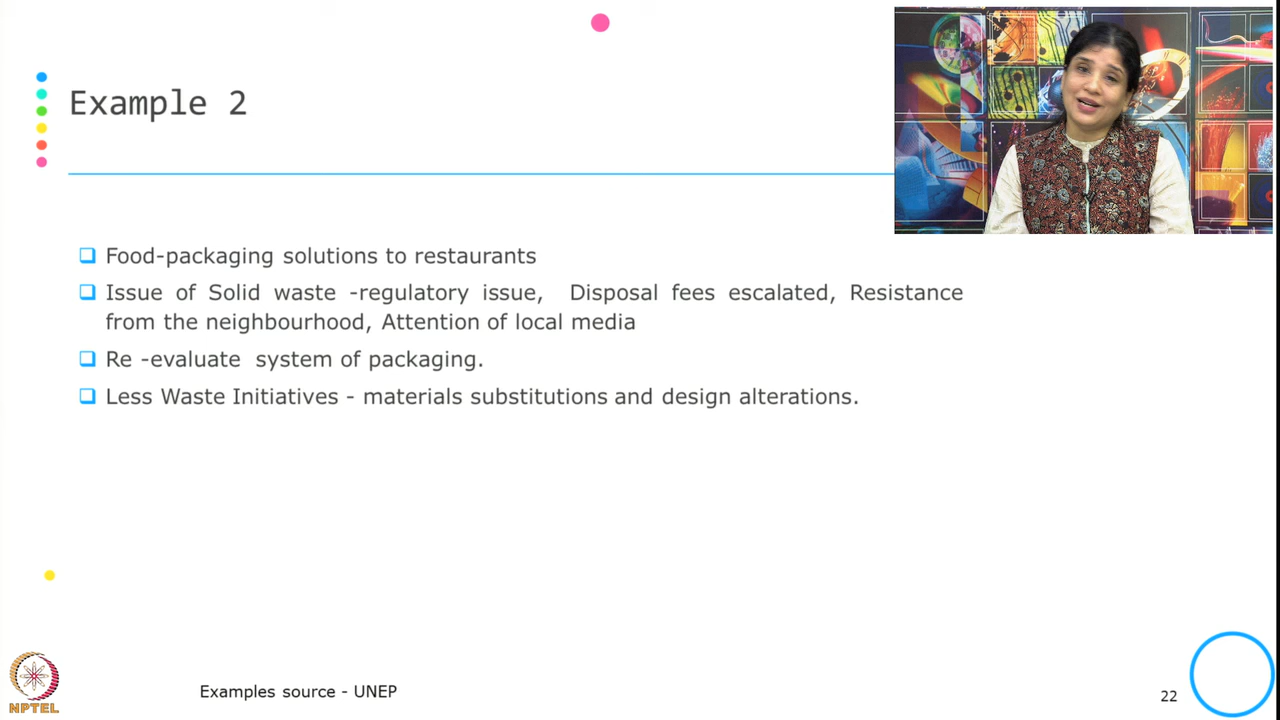 Example 2
Food-packaging solutions to restaurants
Issue of Solid waste -regulatory issue, Disposal fees escalated, Resistance
from the neighbourhood, Attention of local media
Re -evaluate system of packaging.
Less Waste Initiatives - materials substitutions and design alterations.
Examples source - UNEP
22
NPTEL